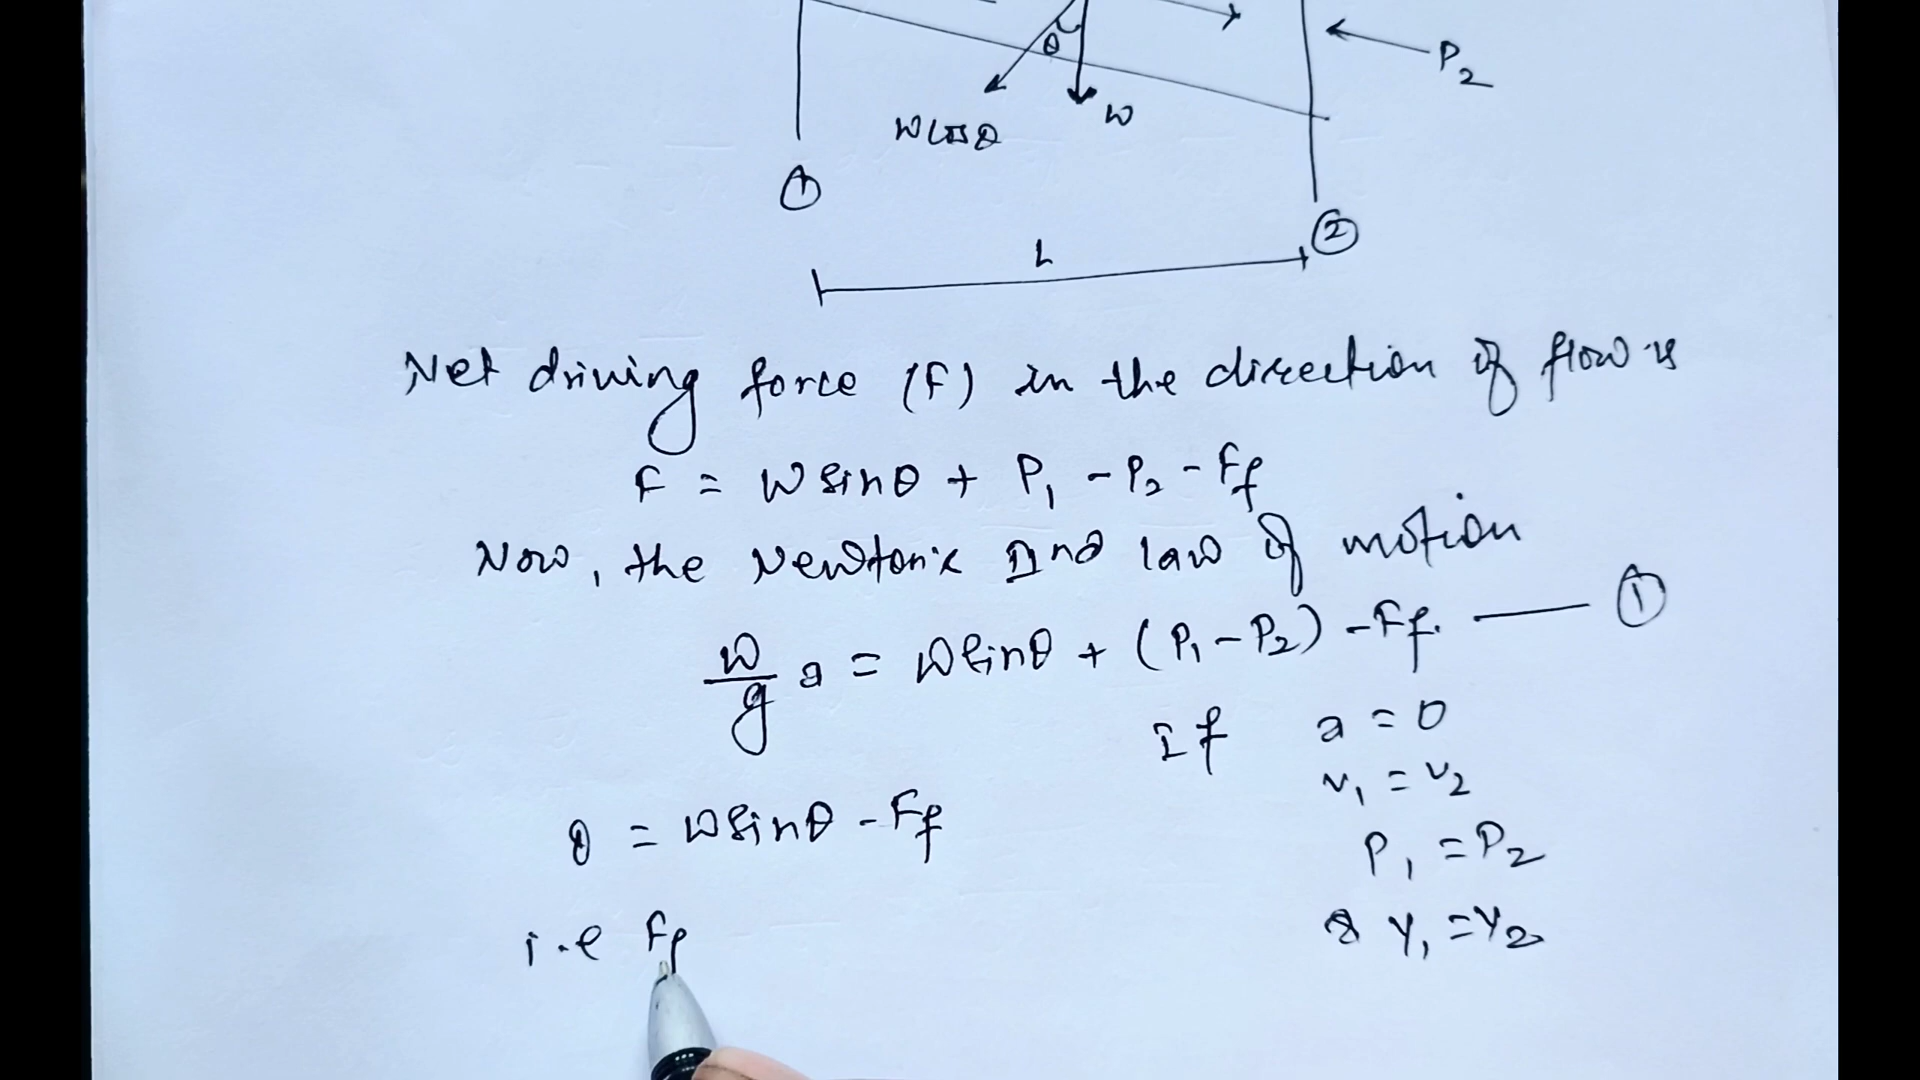 θ
P2
W
W cos θ
1
2
L
Net driving force (F) in the direction of flow is
F = W sin θ + P1 - P2 - Ff
Now, the Newton's IInd law of motion
W/g a = W sin θ + (P1 - P2) - Ff. —— 1
If a = 0
v1 = v2
0 = W sin θ - Ff
P1 = P2
i.e Ff
& Y1 = Y2